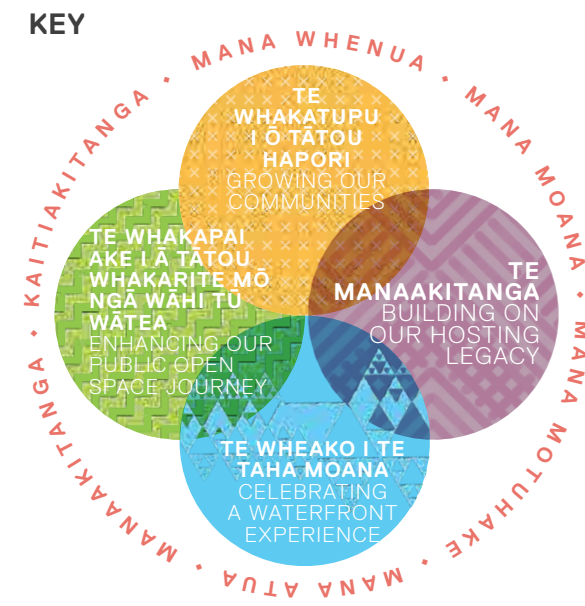 KEY
MANA WHENUA • MANA MOANA • MANA MOTUHAKE • MANA ATUA • MANAAKITANGA • KAITIAKITANGA •
TE
WHAKATUPU
I Ō TĀTOU
HAPORI
GROWING OUR
COMMUNITIES
TE WHAKAPAI
AKE I Ā TĀTOU
WHAKARITE MŌ
NGĀ WĀHI TŪ
WĀTEA
ENHANCING OUR
PUBLIC OPEN
SPACE JOURNEY
TE
MANAAKITANGA
BUILDING ON
OUR HOSTING
LEGACY
TE WHEAKO I TE
TAHA MOANA
CELEBRATING
A WATERFRONT
EXPERIENCE